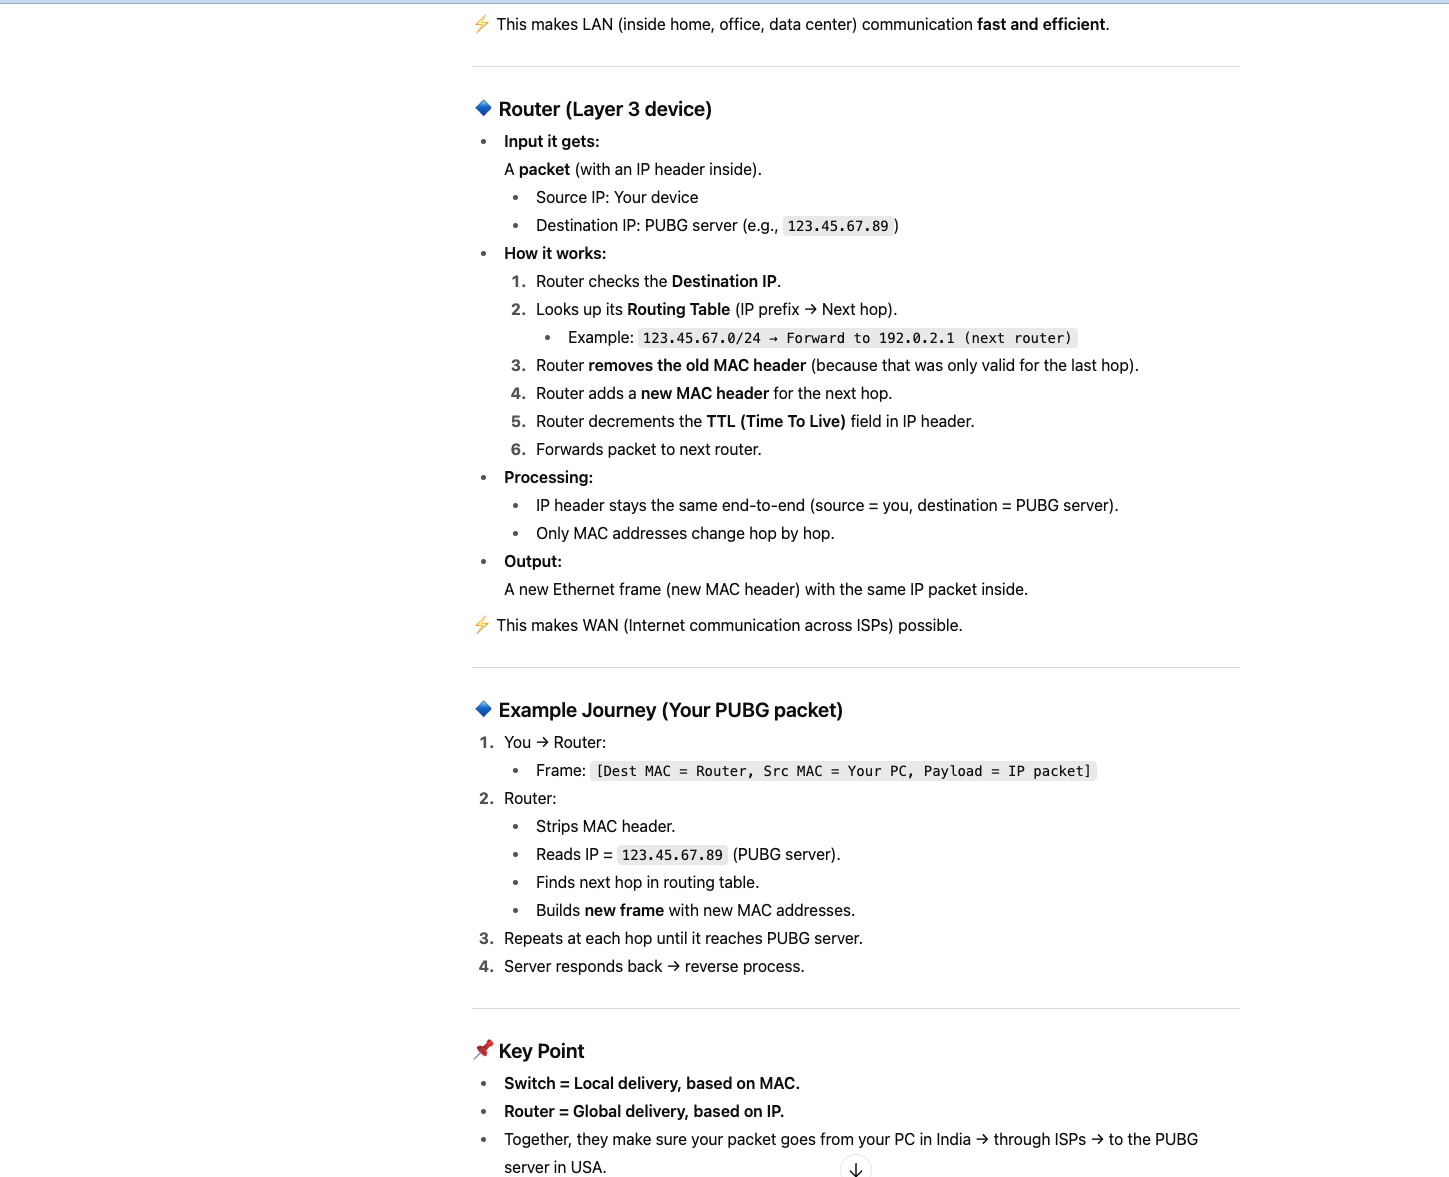 ⚡ This makes LAN (inside home, office, data center) communication fast and efficient.
🔹 Router (Layer 3 device)
• Input it gets:
A packet (with an IP header inside).
• Source IP: Your device
• Destination IP: PUBG server (e.g., 123.45.67.89)
• How it works:
1. Router checks the Destination IP.
2. Looks up its Routing Table (IP prefix → Next hop).
• Example: 123.45.67.0/24 → Forward to 192.0.2.1 (next router)
3. Router removes the old MAC header (because that was only valid for the last hop).
4. Router adds a new MAC header for the next hop.
5. Router decrements the TTL (Time To Live) field in IP header.
6. Forwards packet to next router.
• Processing:
• IP header stays the same end-to-end (source = you, destination = PUBG server).
• Only MAC addresses change hop by hop.
• Output:
A new Ethernet frame (new MAC header) with the same IP packet inside.
⚡ This makes WAN (Internet communication across ISPs) possible.
🔹 Example Journey (Your PUBG packet)
1. You → Router:
• Frame: [Dest MAC = Router, Src MAC = Your PC, Payload = IP packet]
2. Router:
• Strips MAC header.
• Reads IP = 123.45.67.89 (PUBG server).
• Finds next hop in routing table.
• Builds new frame with new MAC addresses.
3. Repeats at each hop until it reaches PUBG server.
4. Server responds back → reverse process.
📌 Key Point
• Switch = Local delivery, based on MAC.
• Router = Global delivery, based on IP.
• Together, they make sure your packet goes from your PC in India → through ISPs → to the PUBG
server in USA.